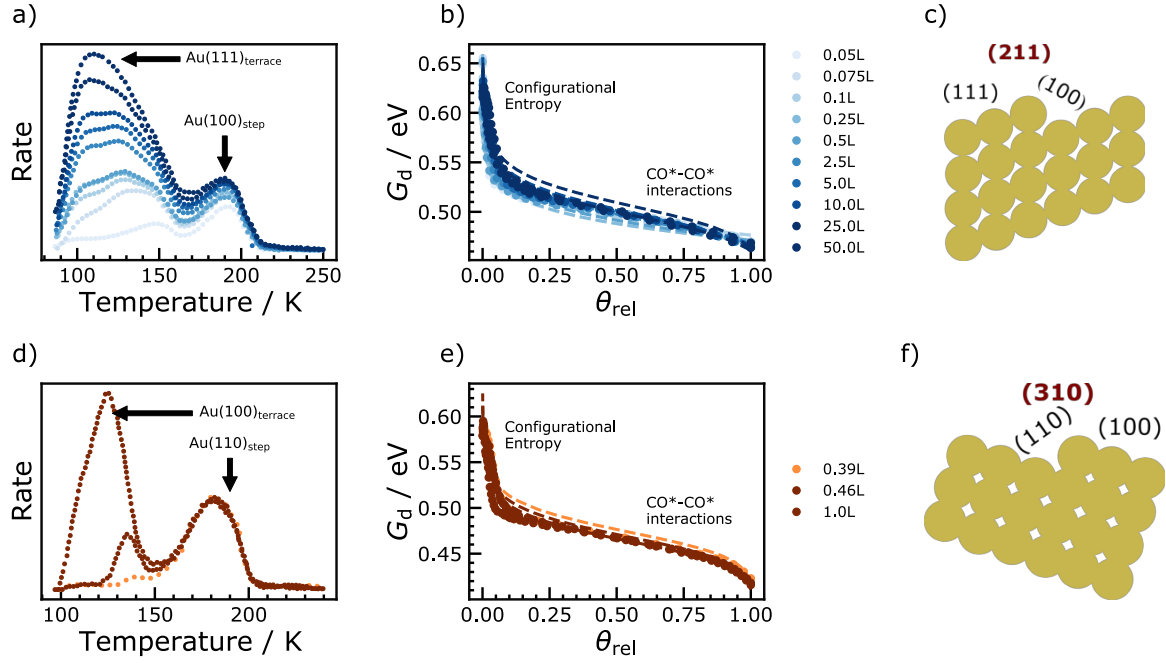 a)
Rate
Au(111)terrace
Au(100)step
100 150 200 250
Temperature / K
b)
Gd / eV
0.65
0.60
0.55
0.50
Configurational
Entropy
CO*-CO*
interactions
0.00 0.25 0.50 0.75 1.00
θrel
0.05L
0.075L
0.1L
0.25L
0.5L
2.5L
5.0L
10.0L
25.0L
50.0L
c)
(211)
(111)
(100)
d)
Rate
Au(100)terrace
Au(110)step
100 150 200
Temperature / K
e)
Gd / eV
0.60
0.55
0.50
0.45
Configurational
Entropy
CO*-CO*
interactions
0.00 0.25 0.50 0.75 1.00
θrel
0.39L
0.46L
1.0L
f)
(310)
(110)
(100)